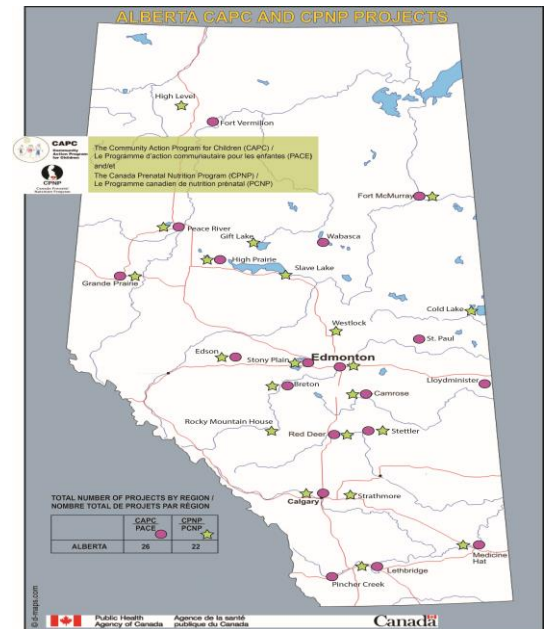 ALBERTA CAPC AND CPNP PROJECTS
High Level
Fort Vermilion
CAPC
Community
Action Program
for Children
CPNP
Canada Prenatal
Nutrition Program
The Community Action Program for Children (CAPC) /
Le Programme d'action communautaire pour les enfantes (PACE)
and/et
The Canada Prenatal Nutrition Program (CPNP) /
Le Programme canadien de nutrition prénatal (PCNP)
Fort McMurray
Peace River
Gift Lake
Wabasca
High Prairie
Slave Lake
Grande Prairie
Cold Lake
Westlock
St. Paul
Edson
Stony Plain
Edmonton
Lloydminister
Breton
Camrose
Rocky Mountain House
Red Deer
Stettler
Calgary
Strathmore
Medicine
Hat
Lethbridge
Pincher Creek
TOTAL NUMBER OF PROJECTS BY REGION /
NOMBRE TOTAL DE PROJETS PAR RÉGION
CAPC CPNP
PACE PCNP
ALBERTA 26 22
© d-maps.com
Public Health Agence de la santé
Agency of Canada publique du Canada
Canada